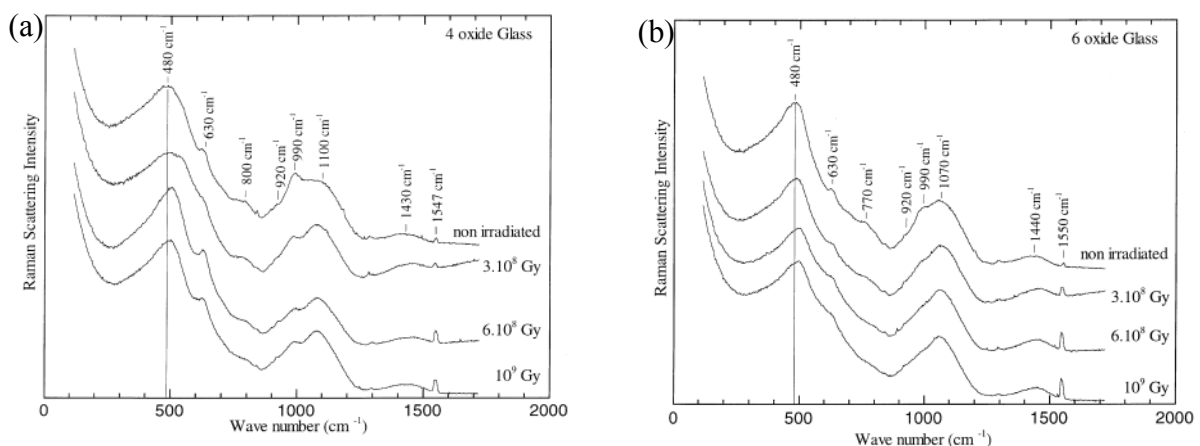 (a)
4 oxide Glass
Raman Scattering Intensity
480 cm⁻¹
630 cm⁻¹
800 cm⁻¹
920 cm⁻¹
990 cm⁻¹
1100 cm⁻¹
1430 cm⁻¹
1547 cm⁻¹
non irradiated
3.10⁸ Gy
6.10⁸ Gy
10⁹ Gy
0 500 1000 1500 2000
Wave number (cm ⁻¹)
(b)
6 oxide Glass
Raman Scattering Intensity
480 cm⁻¹
630 cm⁻¹
770 cm⁻¹
920 cm⁻¹
990 cm⁻¹
1070 cm⁻¹
1440 cm⁻¹
1550 cm⁻¹
non irradiated
3.10⁸ Gy
6.10⁸ Gy
10⁹ Gy
0 500 1000 1500 2000
Wave number (cm ⁻¹)